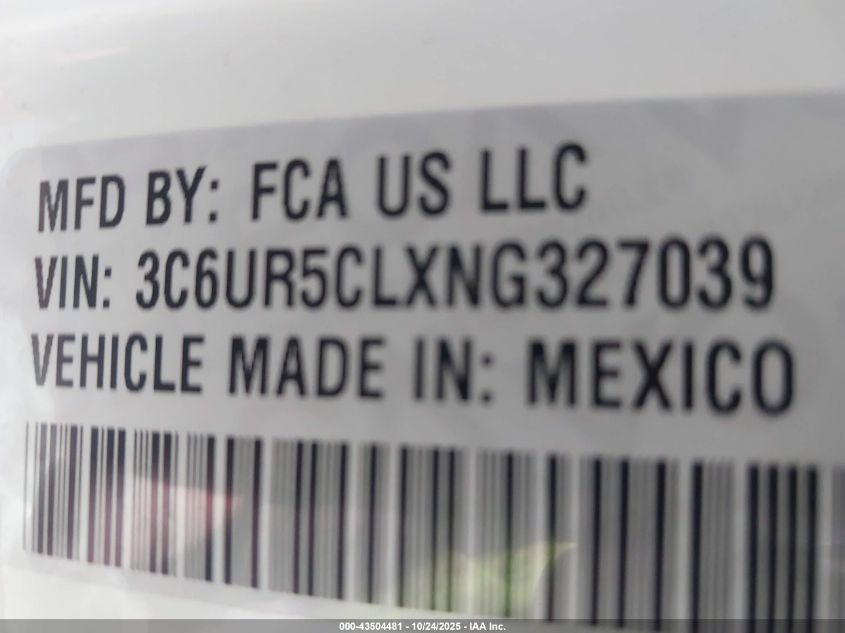 MFD BY: FCA US LLC
VIN: 3C6UR5CLXNG327039
VEHICLE MADE IN: MEXICO
000-43504481 - 10/24/2025 - IAA Inc.